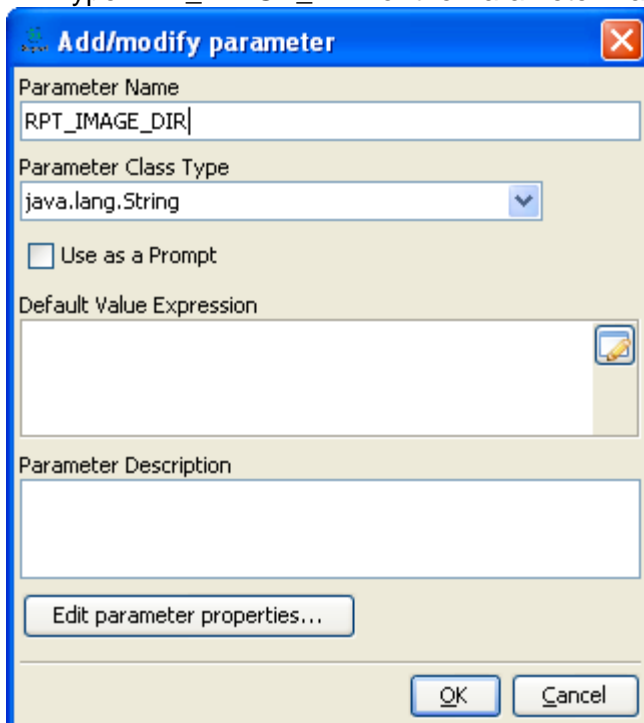 Add/modify parameter
Parameter Name
RPT_IMAGE_DIR
Parameter Class Type
java.lang.String
Use as a Prompt
Default Value Expression
Parameter Description
Edit parameter properties...
OK Cancel